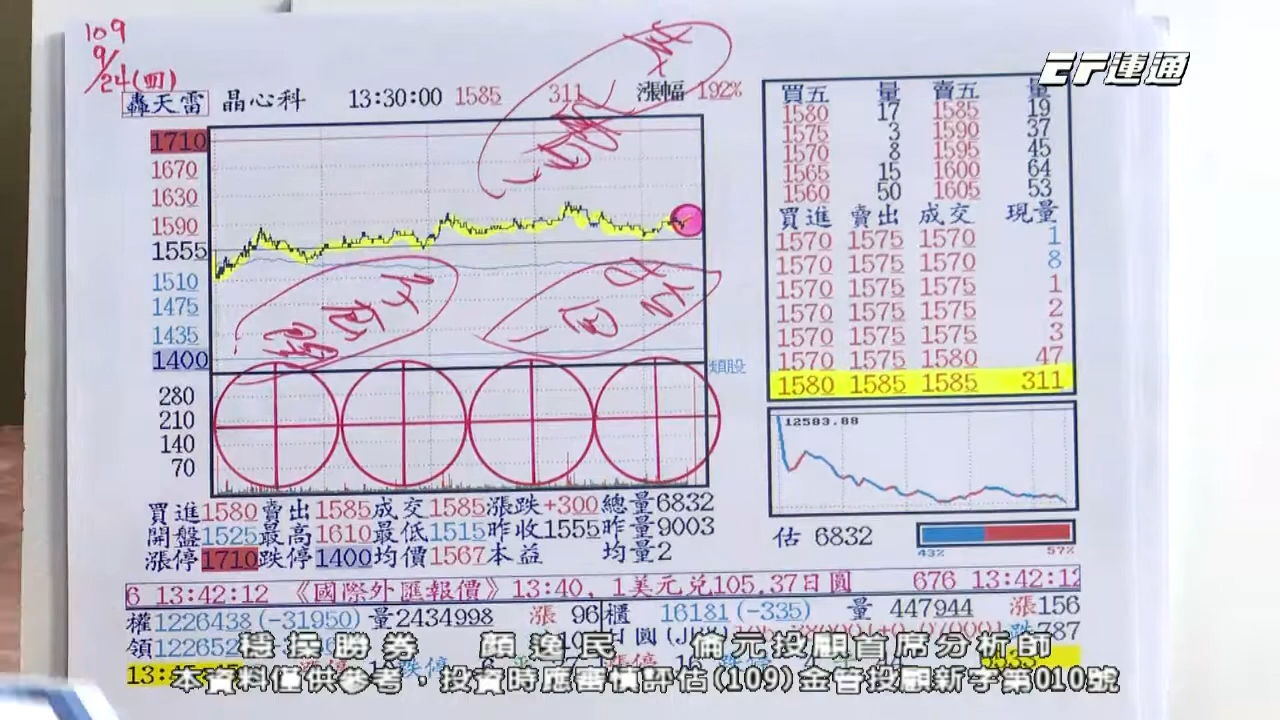 109
9/24(四)
EF運通
轟天雷 晶心科 13:30:00 1585 311 漲幅 192%
1710
1670
1630
1590
1555
1510
1475
1435
1400
280
210
140
70
類股
買五 量 賣五 量
1580 17 1585 19
1575 3 1590 37
1570 8 1595 45
1565 15 1600 64
1560 50 1605 53
買進 賣出 成交 現量
1570 1575 1570 1
1570 1575 1570 8
1570 1575 1575 1
1570 1575 1575 2
1570 1575 1575 3
1570 1575 1580 47
1580 1585 1585 311
12583.88
估 6832
43% 57%
買進1580賣出1585成交1585漲跌+300總量6832
開盤1525最高1610最低1515昨收1555昨量9003
漲停1710跌停1400均價1567本益 均量2
6 13:42:12 《國際外匯報價》13:40, 1美元兌105.37日圓 676 13:42:12
權1226438(-31950) 量2434998 漲 96 櫃 16181(-335) 量 447944 漲156
穩操勝券 顏逸民 倫元投顧首席分析師
本資料僅供參考，投資時應審慎評估(109)金管投顧新字第010號